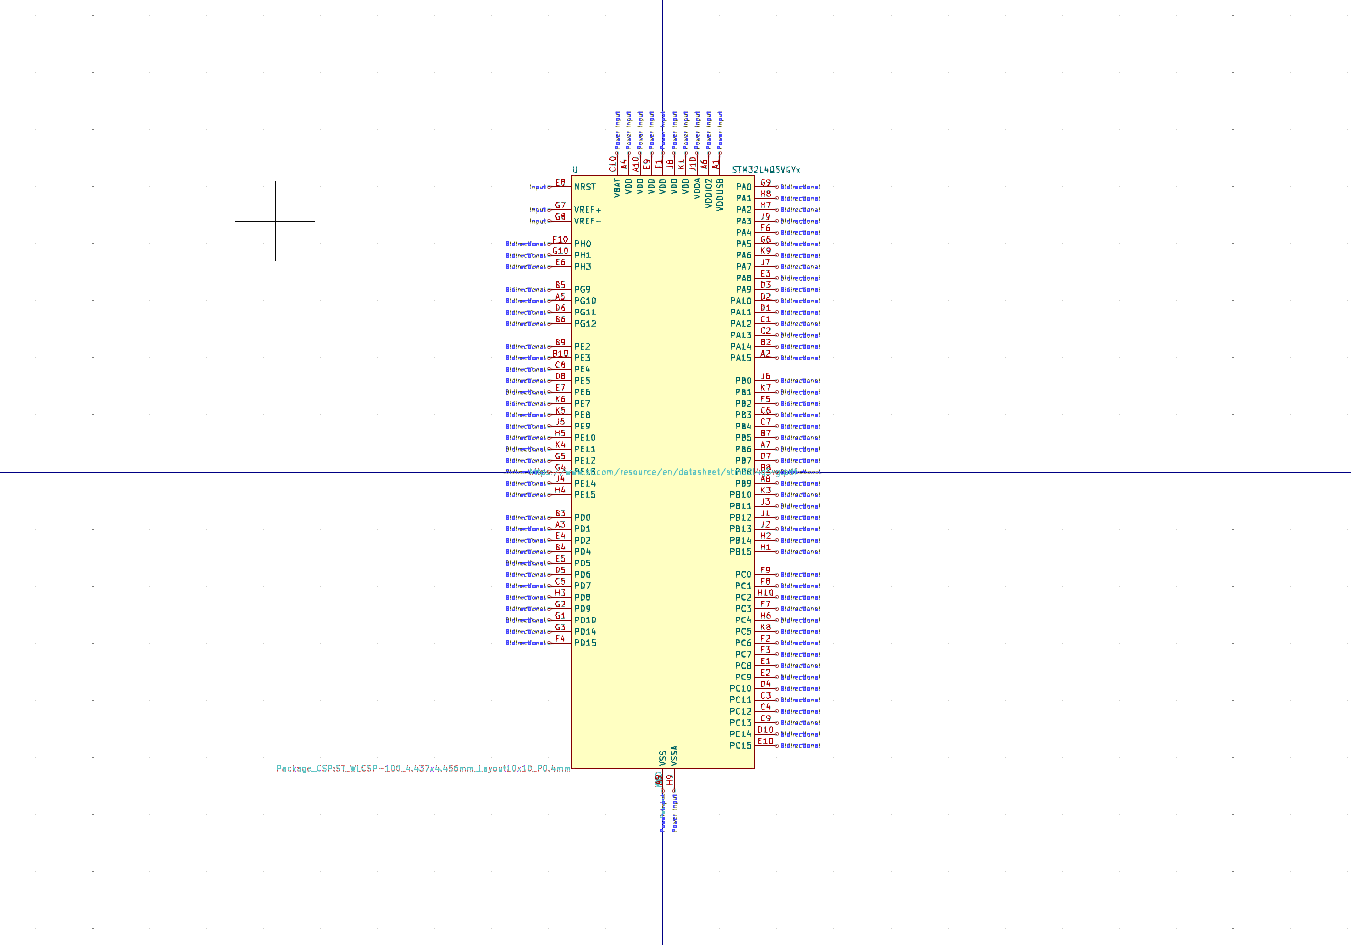 Power Input Power Input Power Input Power Input Power Input Power Input Power Input Power Input Power Input Power Input
C10 A4 A10 E9 F1 J8 K1 J10 A6 A1
U STM32L4Q5VGYx
VBAT VDD VDD VDD VDD VDD VDD VDDA VDDIO2 VDDUSB
Input E8 NRST
Input G7 VREF+
Input G8 VREF-
Bidirectional F10 PH0
Bidirectional G10 PH1
Bidirectional E6 PH3
Bidirectional B5 PG9
Bidirectional A5 PG10
Bidirectional D6 PG11
Bidirectional B6 PG12
Bidirectional B9 PE2
Bidirectional B10 PE3
Bidirectional C8 PE4
Bidirectional D8 PE5
Bidirectional E7 PE6
Bidirectional K6 PE7
Bidirectional K5 PE8
Bidirectional J5 PE9
Bidirectional H5 PE10
Bidirectional K4 PE11
Bidirectional G5 PE12
Bidirectional G4 PE13
Bidirectional J4 PE14
Bidirectional H4 PE15
Bidirectional B3 PD0
Bidirectional A3 PD1
Bidirectional E4 PD2
Bidirectional B4 PD4
Bidirectional E5 PD5
Bidirectional D5 PD6
Bidirectional C5 PD7
Bidirectional H3 PD8
Bidirectional G2 PD9
Bidirectional G1 PD10
Bidirectional G3 PD14
Bidirectional F4 PD15
PA0 G9 Bidirectional
PA1 H8 Bidirectional
PA2 H7 Bidirectional
PA3 J9 Bidirectional
PA4 F6 Bidirectional
PA5 G6 Bidirectional
PA6 K9 Bidirectional
PA7 J7 Bidirectional
PA8 E3 Bidirectional
PA9 D3 Bidirectional
PA10 D2 Bidirectional
PA11 D1 Bidirectional
PA12 C1 Bidirectional
PA13 C2 Bidirectional
PA14 B2 Bidirectional
PA15 A2 Bidirectional
PB0 J6 Bidirectional
PB1 K7 Bidirectional
PB2 F5 Bidirectional
PB3 C6 Bidirectional
PB4 C7 Bidirectional
PB5 B7 Bidirectional
PB6 A7 Bidirectional
PB7 D7 Bidirectional
PB8 B8 Bidirectional
PB9 A8 Bidirectional
PB10 K3 Bidirectional
PB11 J3 Bidirectional
PB12 J1 Bidirectional
PB13 J2 Bidirectional
PB14 H2 Bidirectional
PB15 H1 Bidirectional
PC0 F9 Bidirectional
PC1 F8 Bidirectional
PC2 H10 Bidirectional
PC3 F7 Bidirectional
PC4 H6 Bidirectional
PC5 K8 Bidirectional
PC6 F2 Bidirectional
PC7 F3 Bidirectional
PC8 E1 Bidirectional
PC9 E2 Bidirectional
PC10 D4 Bidirectional
PC11 C3 Bidirectional
PC12 C4 Bidirectional
PC13 C9 Bidirectional
PC14 D10 Bidirectional
PC15 E10 Bidirectional
VSS VSSA
Package_CSP:ST_WLCSP-100_4.437x4.456mm_Layout10x10_P0.4mm
H9
Power Input